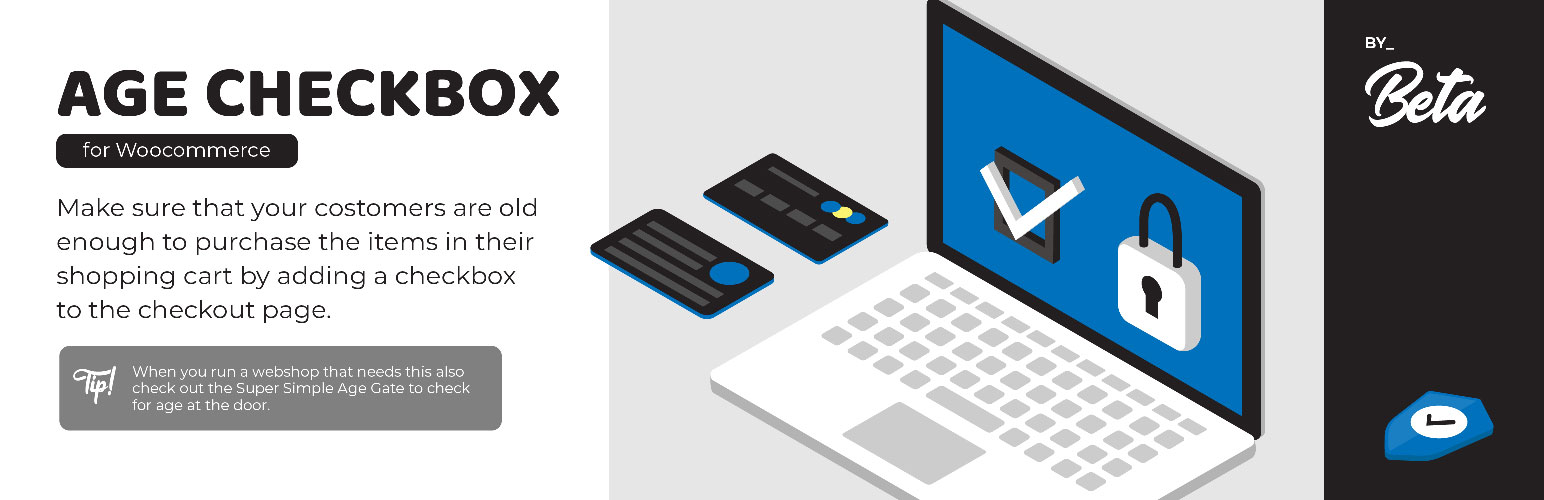 AGE CHECKBOX
for Woocommerce
Make sure that your costomers are old
enough to purchase the items in their
shopping cart by adding a checkbox
to the checkout page.
Tip!
When you run a webshop that needs this also
check out the Super Simple Age Gate to check
for age at the door.
BY_
Beta